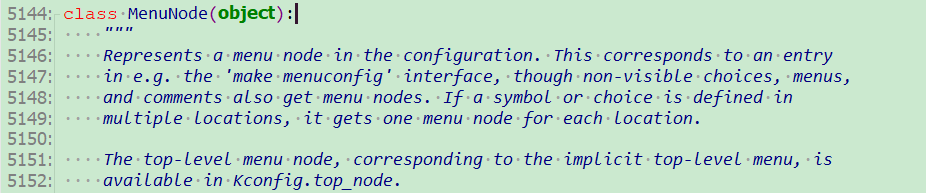 5144: class MenuNode(object):
5145:     """
5146:     Represents a menu node in the configuration. This corresponds to an entry
5147:     in e.g. the 'make menuconfig' interface, though non-visible choices, menus,
5148:     and comments also get menu nodes. If a symbol or choice is defined in
5149:     multiple locations, it gets one menu node for each location.
5150:
5151:     The top-level menu node, corresponding to the implicit top-level menu, is
5152:     available in Kconfig.top_node.